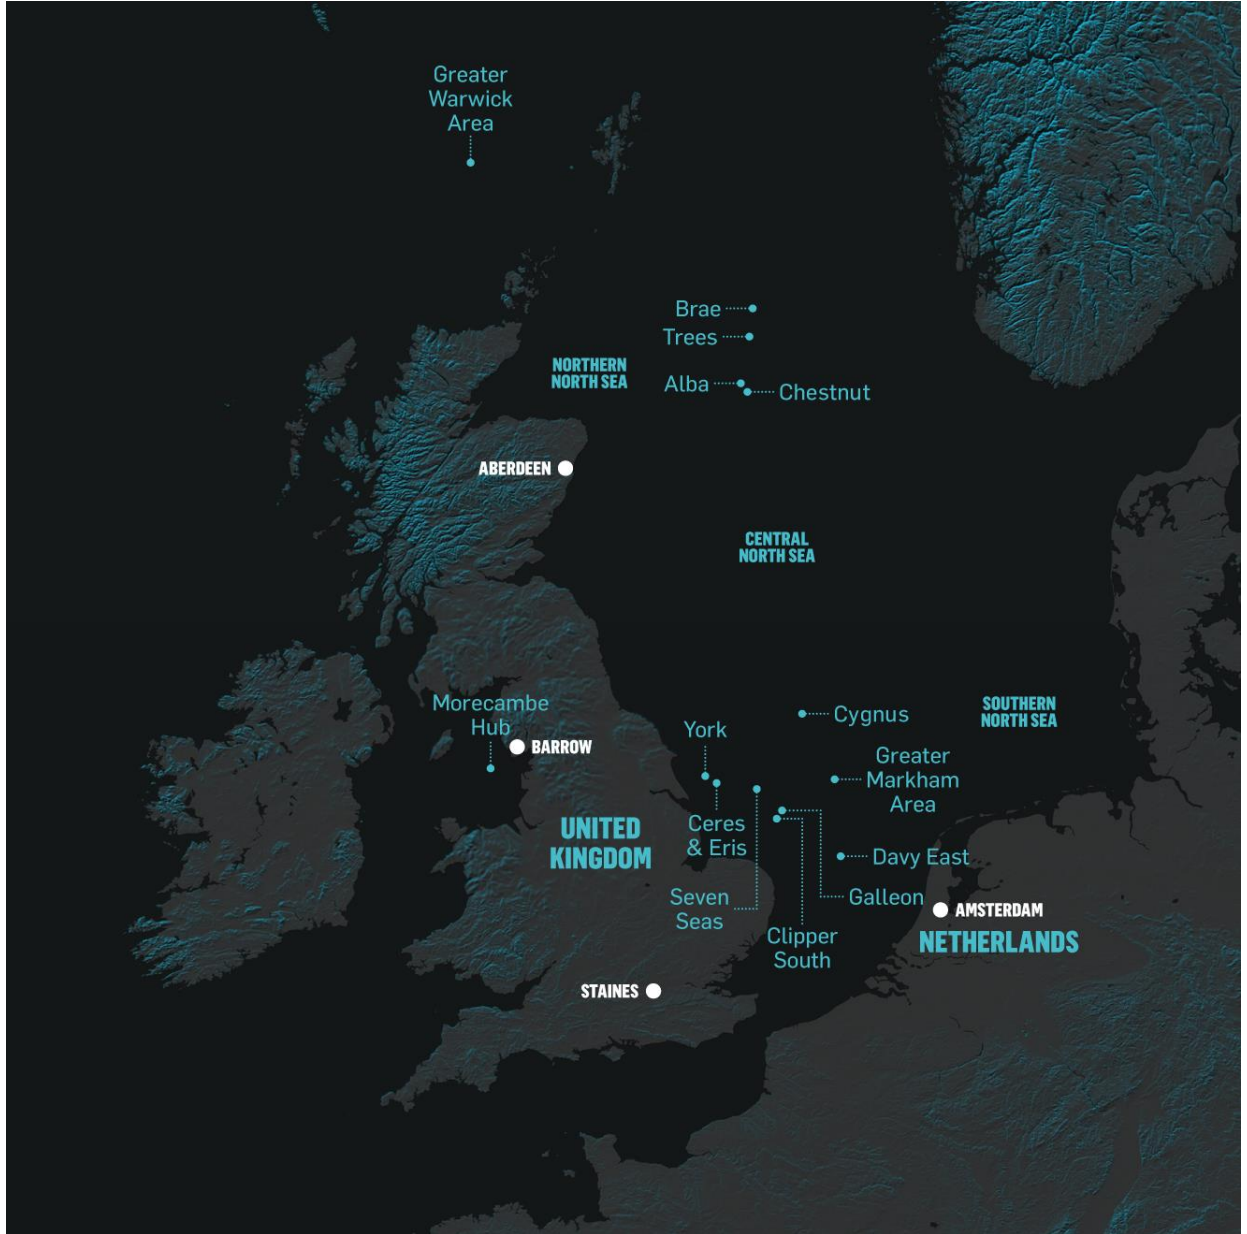 Greater
Warwick
Area
Brae
Trees
NORTHERN
NORTH SEA
Alba
Chestnut
ABERDEEN
CENTRAL
NORTH SEA
Morecambe
Hub
BARROW
York
Cygnus
SOUTHERN
NORTH SEA
Greater
Markham
Area
UNITED
KINGDOM
Ceres
& Eris
Davy East
Seven
Seas
Galleon
Clipper
South
AMSTERDAM
NETHERLANDS
STAINES